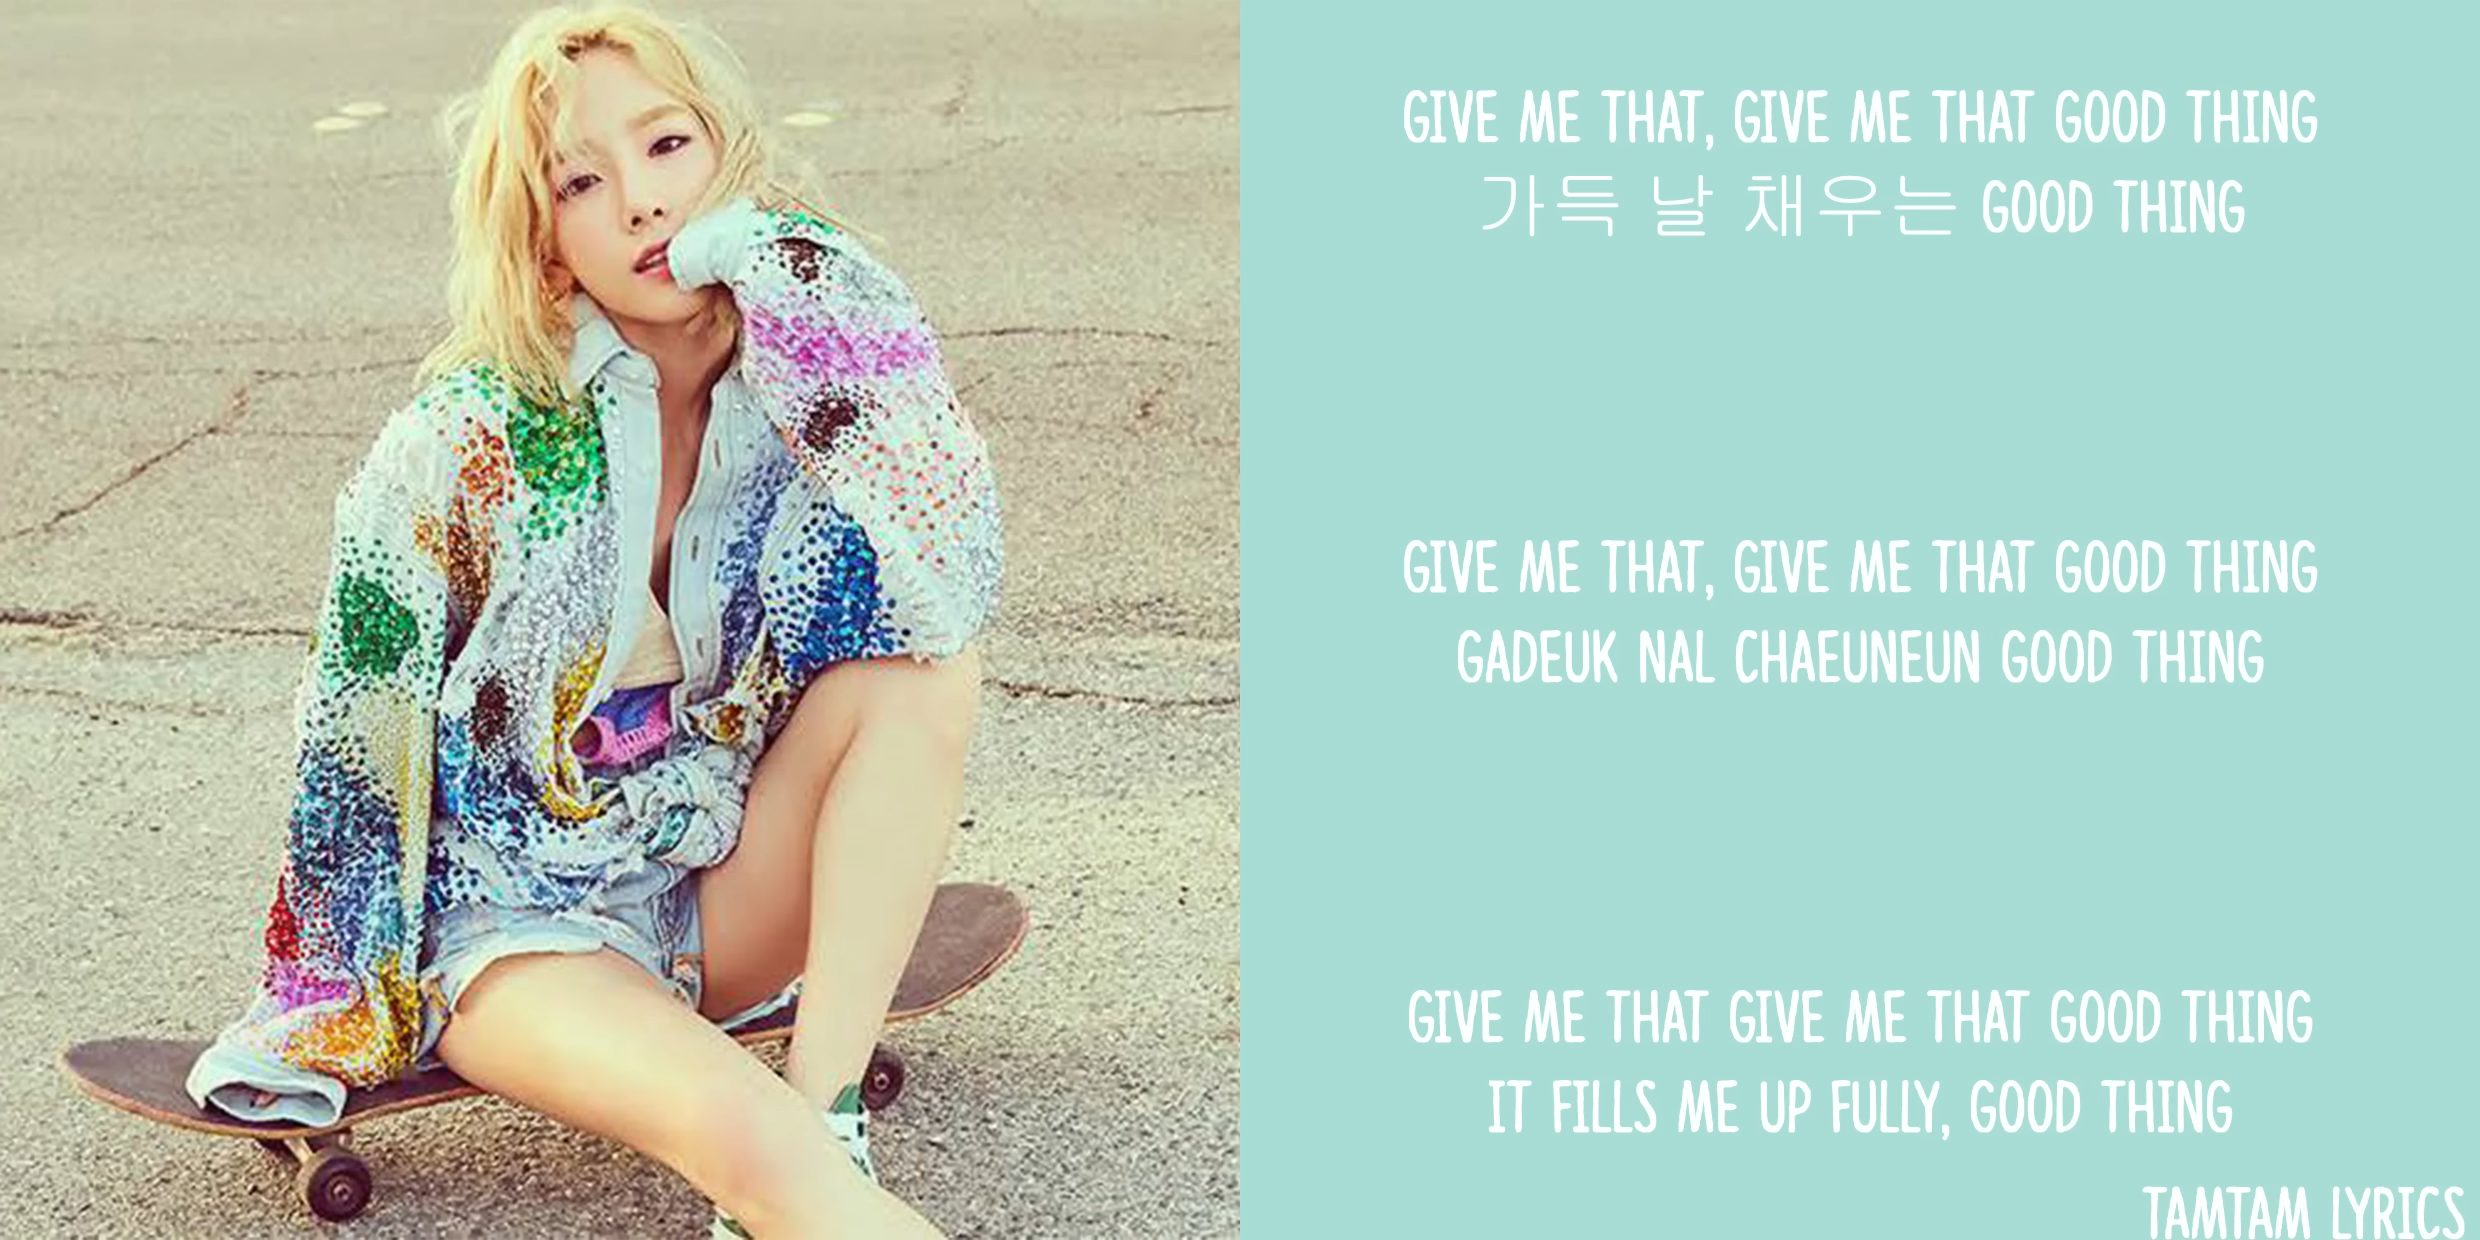 GIVE ME THAT, GIVE ME THAT GOOD THING
가득 날 채우는 GOOD THING
GIVE ME THAT, GIVE ME THAT GOOD THING
GADEUK NAL CHAEUNEUN GOOD THING
GIVE ME THAT GIVE ME THAT GOOD THING
IT FILLS ME UP FULLY, GOOD THING
TAMTAM LYRICS